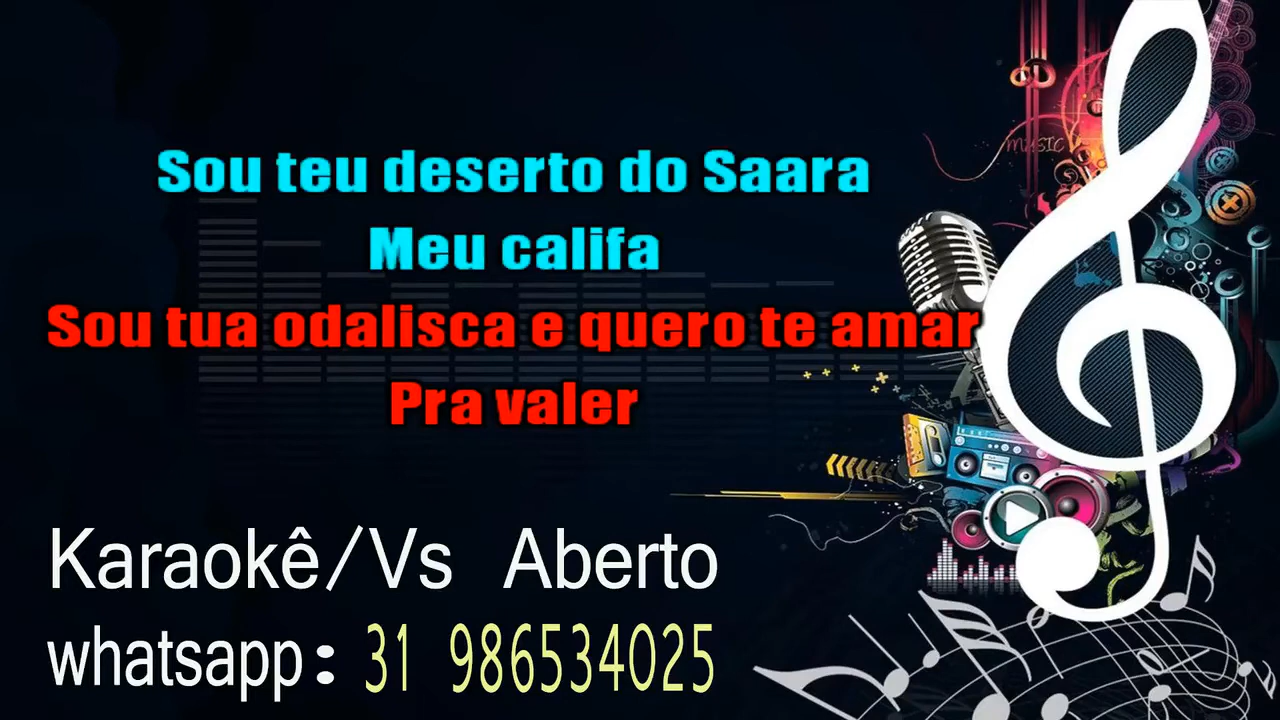 Sou teu deserto do Saara
Meu califa
Sou tua odalisca e quero te amar
Pra valer
Karaokê/Vs Aberto
whatsapp: 31 986534025
MUSIC